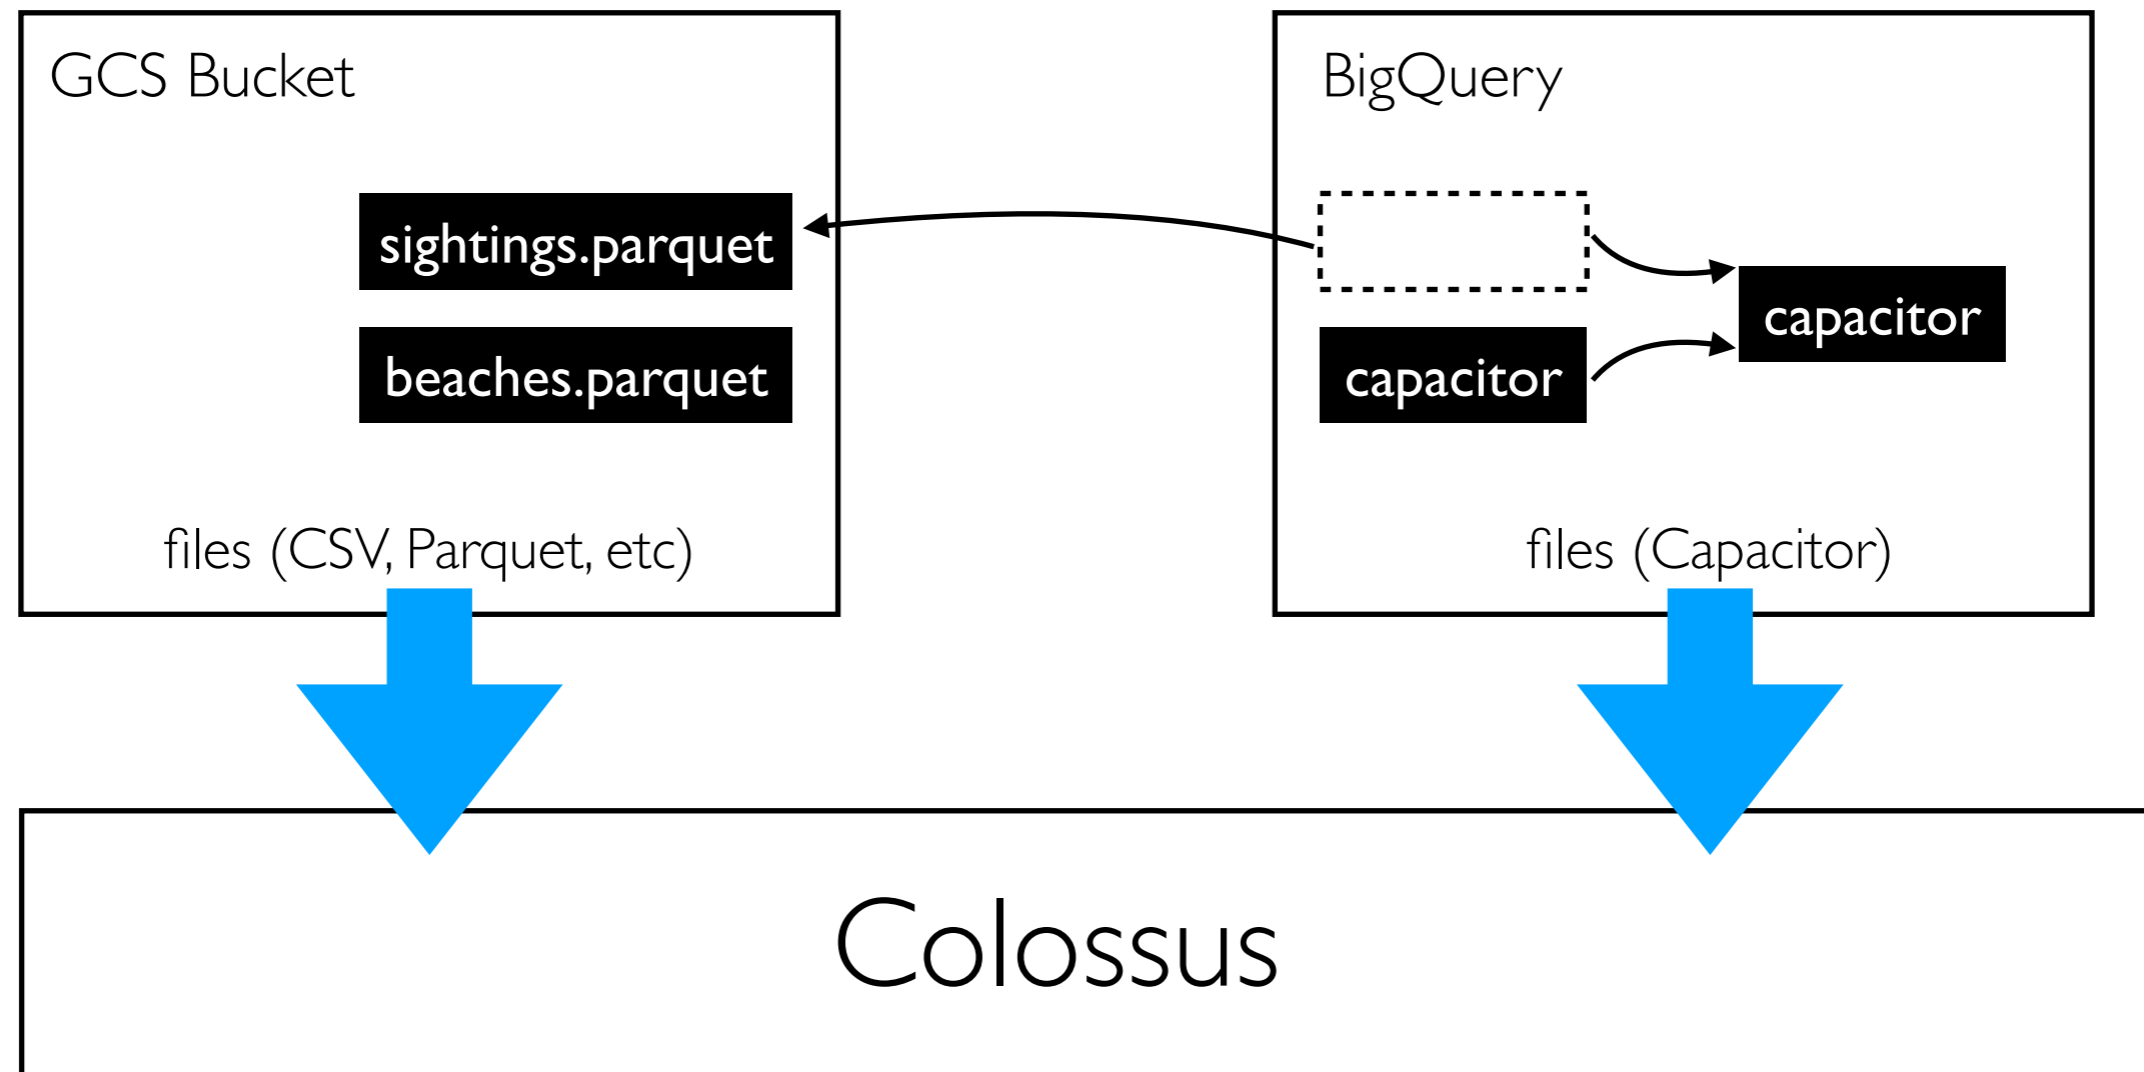 GCS Bucket
sightings.parquet
beaches.parquet
files (CSV, Parquet, etc)
BigQuery
capacitor
capacitor
files (Capacitor)
Colossus